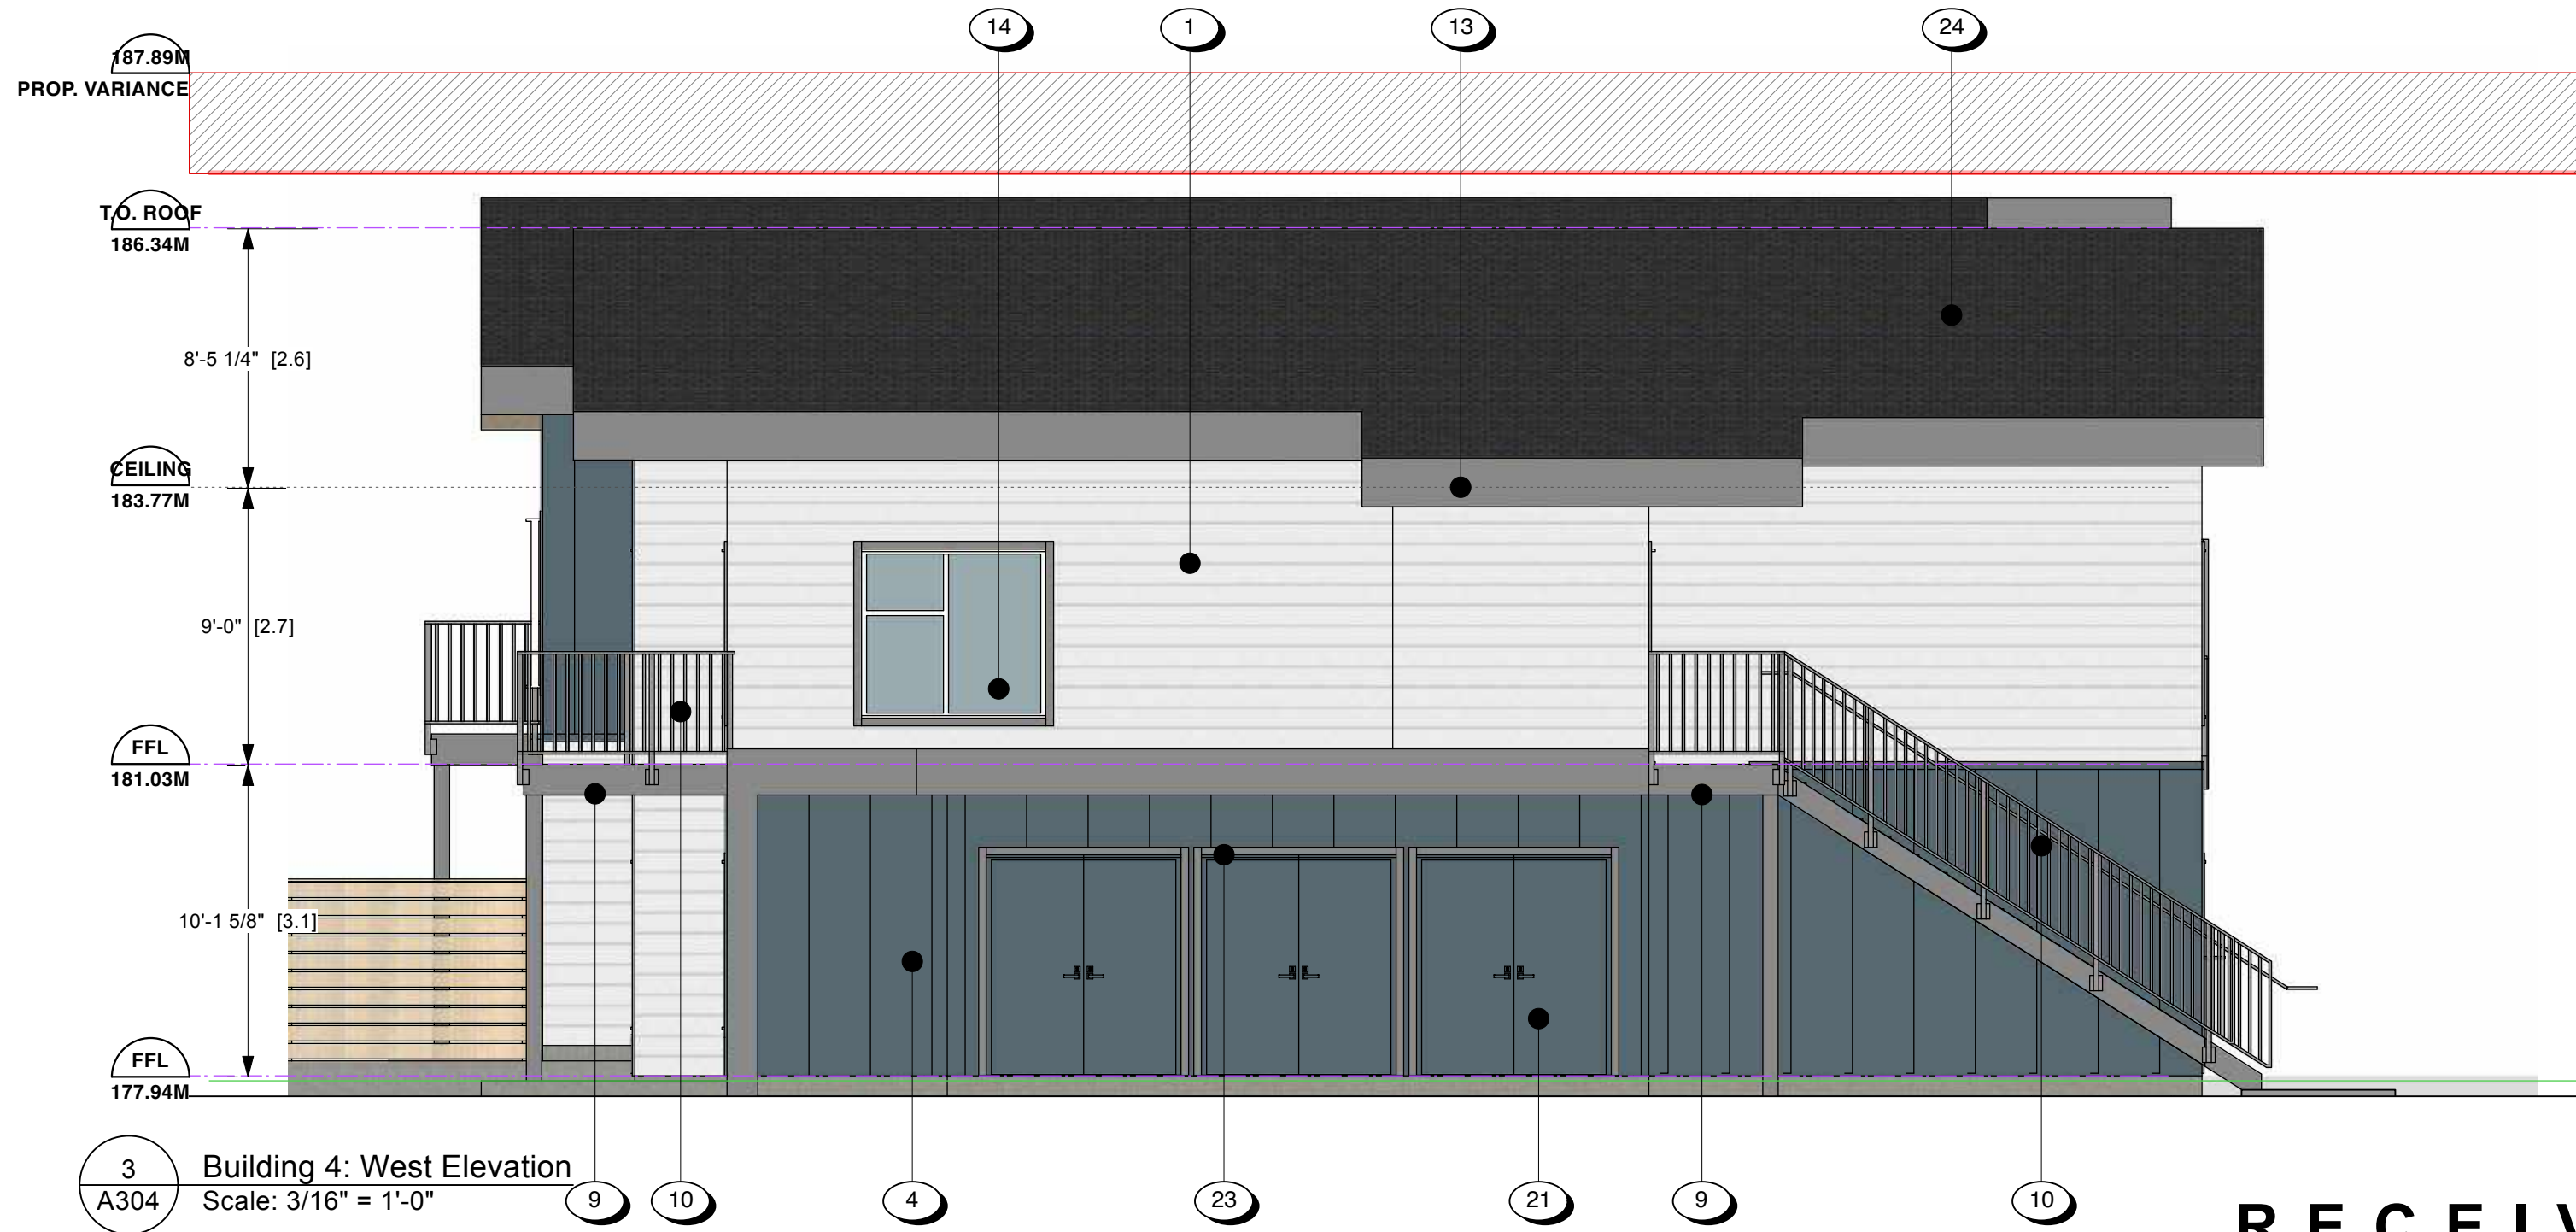 14 1 13 24
187.89M
PROP. VARIANCE
T.O. ROOF
186.34M
8'-5 1/4" [2.6]
CEILING
183.77M
9'-0" [2.7]
FFL
181.03M
10'-1 5/8" [3.1]
FFL
177.94M
3
A304
Building 4: West Elevation
Scale: 3/16" = 1'-0"
9 10 4 23 21 9 10
RECEIV